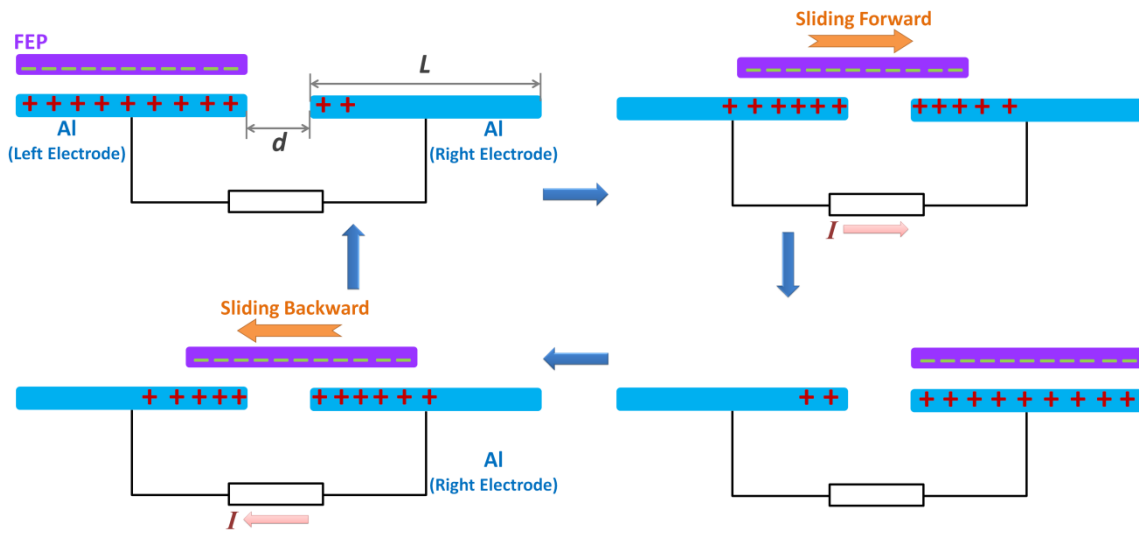 FEP
L
d
Al
(Left Electrode)
Al
(Right Electrode)
Sliding Forward
I
Sliding Backward
I
Al
(Right Electrode)